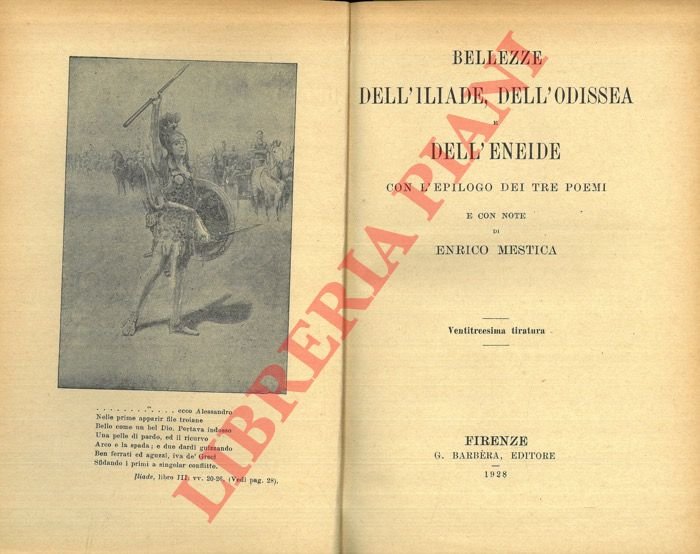 . . . . . . . . ". . . . ecco Alessandro
Nelle prime apparir file troiane
Bello come un bel Dio. Portava indosso
Una pelle di pardo, ed il ricurvo
Arco e la spada; e due dardi guizzando
Ben ferrati ed aguzzi, iva de' Greci
Sfidando i primi a singolar conflitto.
Iliade, libro III, vv. 20-26. (Vedi pag. 28).
BELLEZZE
DELL'ILIADE, DELL'ODISSEA
E
DELL'ENEIDE
CON L'EPILOGO DEI TRE POEMI
E CON NOTE
DI
ENRICO MESTICA
Ventitreesima tiratura
FIRENZE
G. BARBÈRA, EDITORE
1928
LIBRERIA PIANI